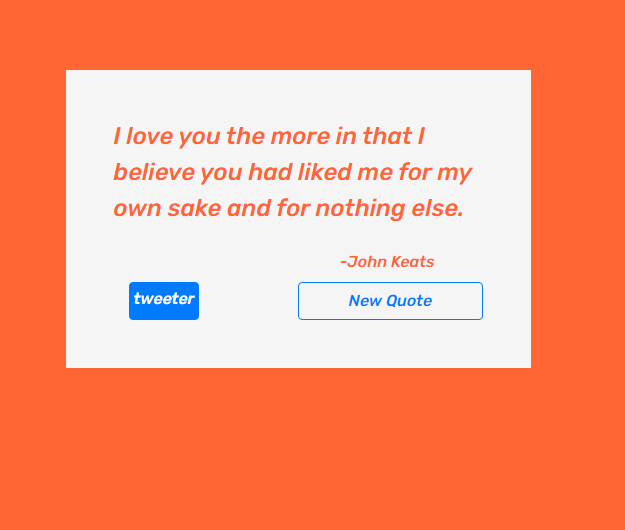 I love you the more in that I
believe you had liked me for my
own sake and for nothing else.
-John Keats
tweeter
New Quote